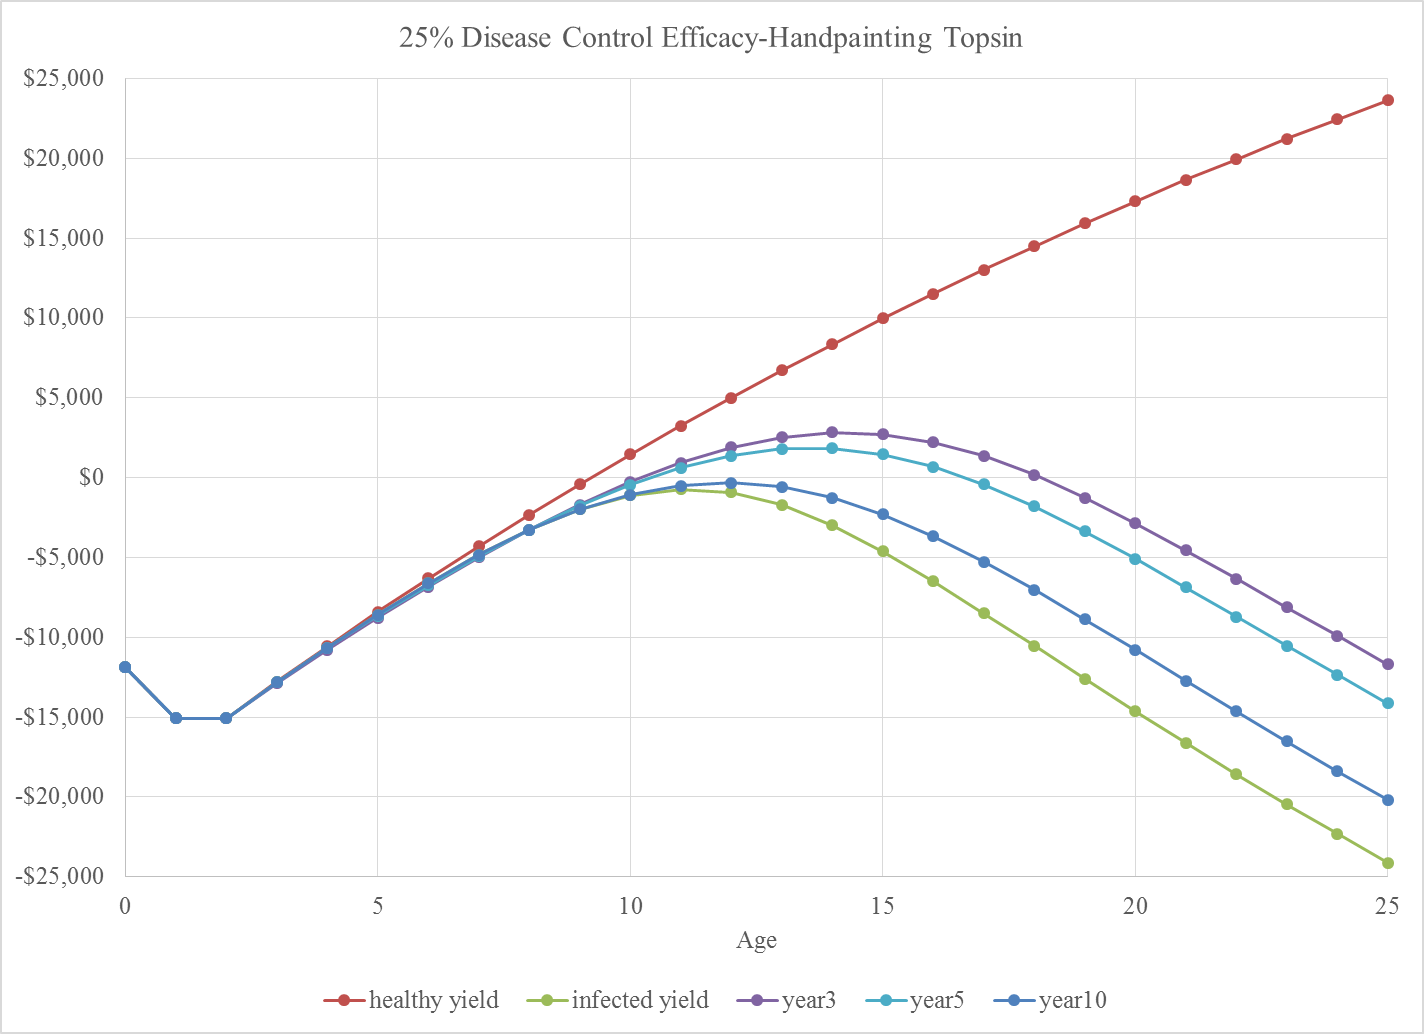 25% Disease Control Efficacy-Handpainting Topsin
$25,000
$20,000
$15,000
$10,000
$5,000
$0
-$5,000
-$10,000
-$15,000
-$20,000
-$25,000
0 5 10 15 20 25
Age
healthy yield infected yield year3 year5 year10